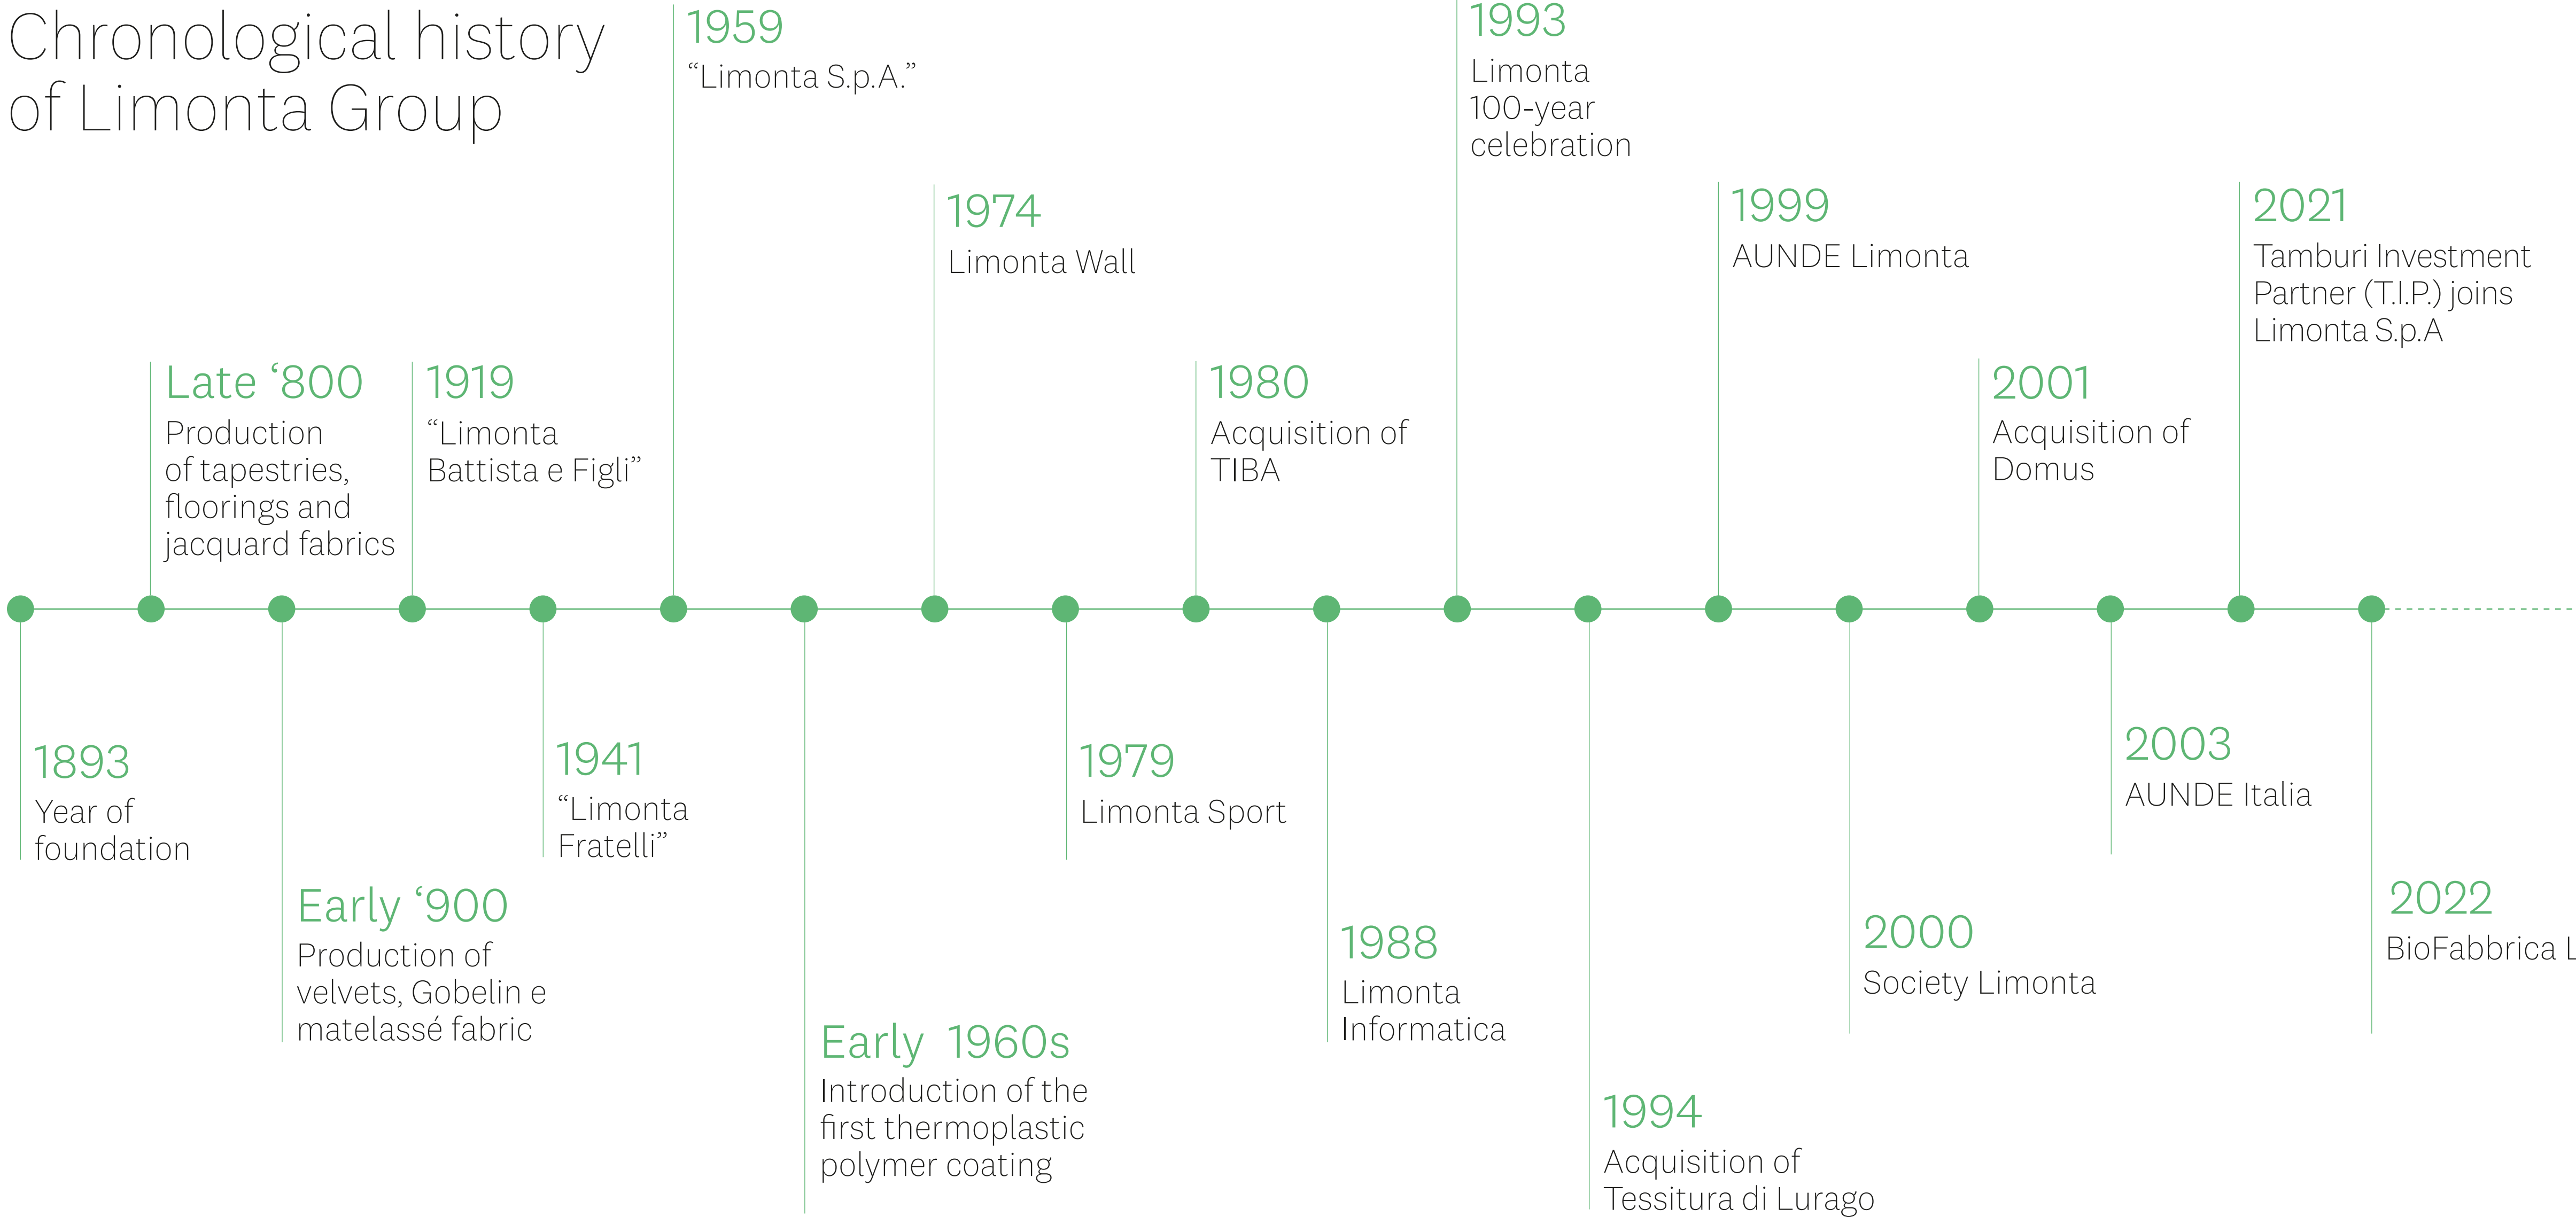 Chronological history
of Limonta Group
1893
Year of
foundation
Late ‘800
Production
of tapestries,
floorings and
jacquard fabrics
Early ‘900
Production of
velvets, Gobelin e
matelassé fabric
1919
“Limonta
Battista e Figli”
1941
“Limonta
Fratelli”
1959
“Limonta S.p.A.”
Early 1960s
Introduction of the
first thermoplastic
polymer coating
1974
Limonta Wall
1979
Limonta Sport
1980
Acquisition of
TIBA
1988
Limonta
Informatica
1993
Limonta
100-year
celebration
1994
Acquisition of
Tessitura di Lurago
1999
AUNDE Limonta
2000
Society Limonta
2001
Acquisition of
Domus
2003
AUNDE Italia
2021
Tamburi Investment
Partner (T.I.P.) joins
Limonta S.p.A
2022
BioFabbrica